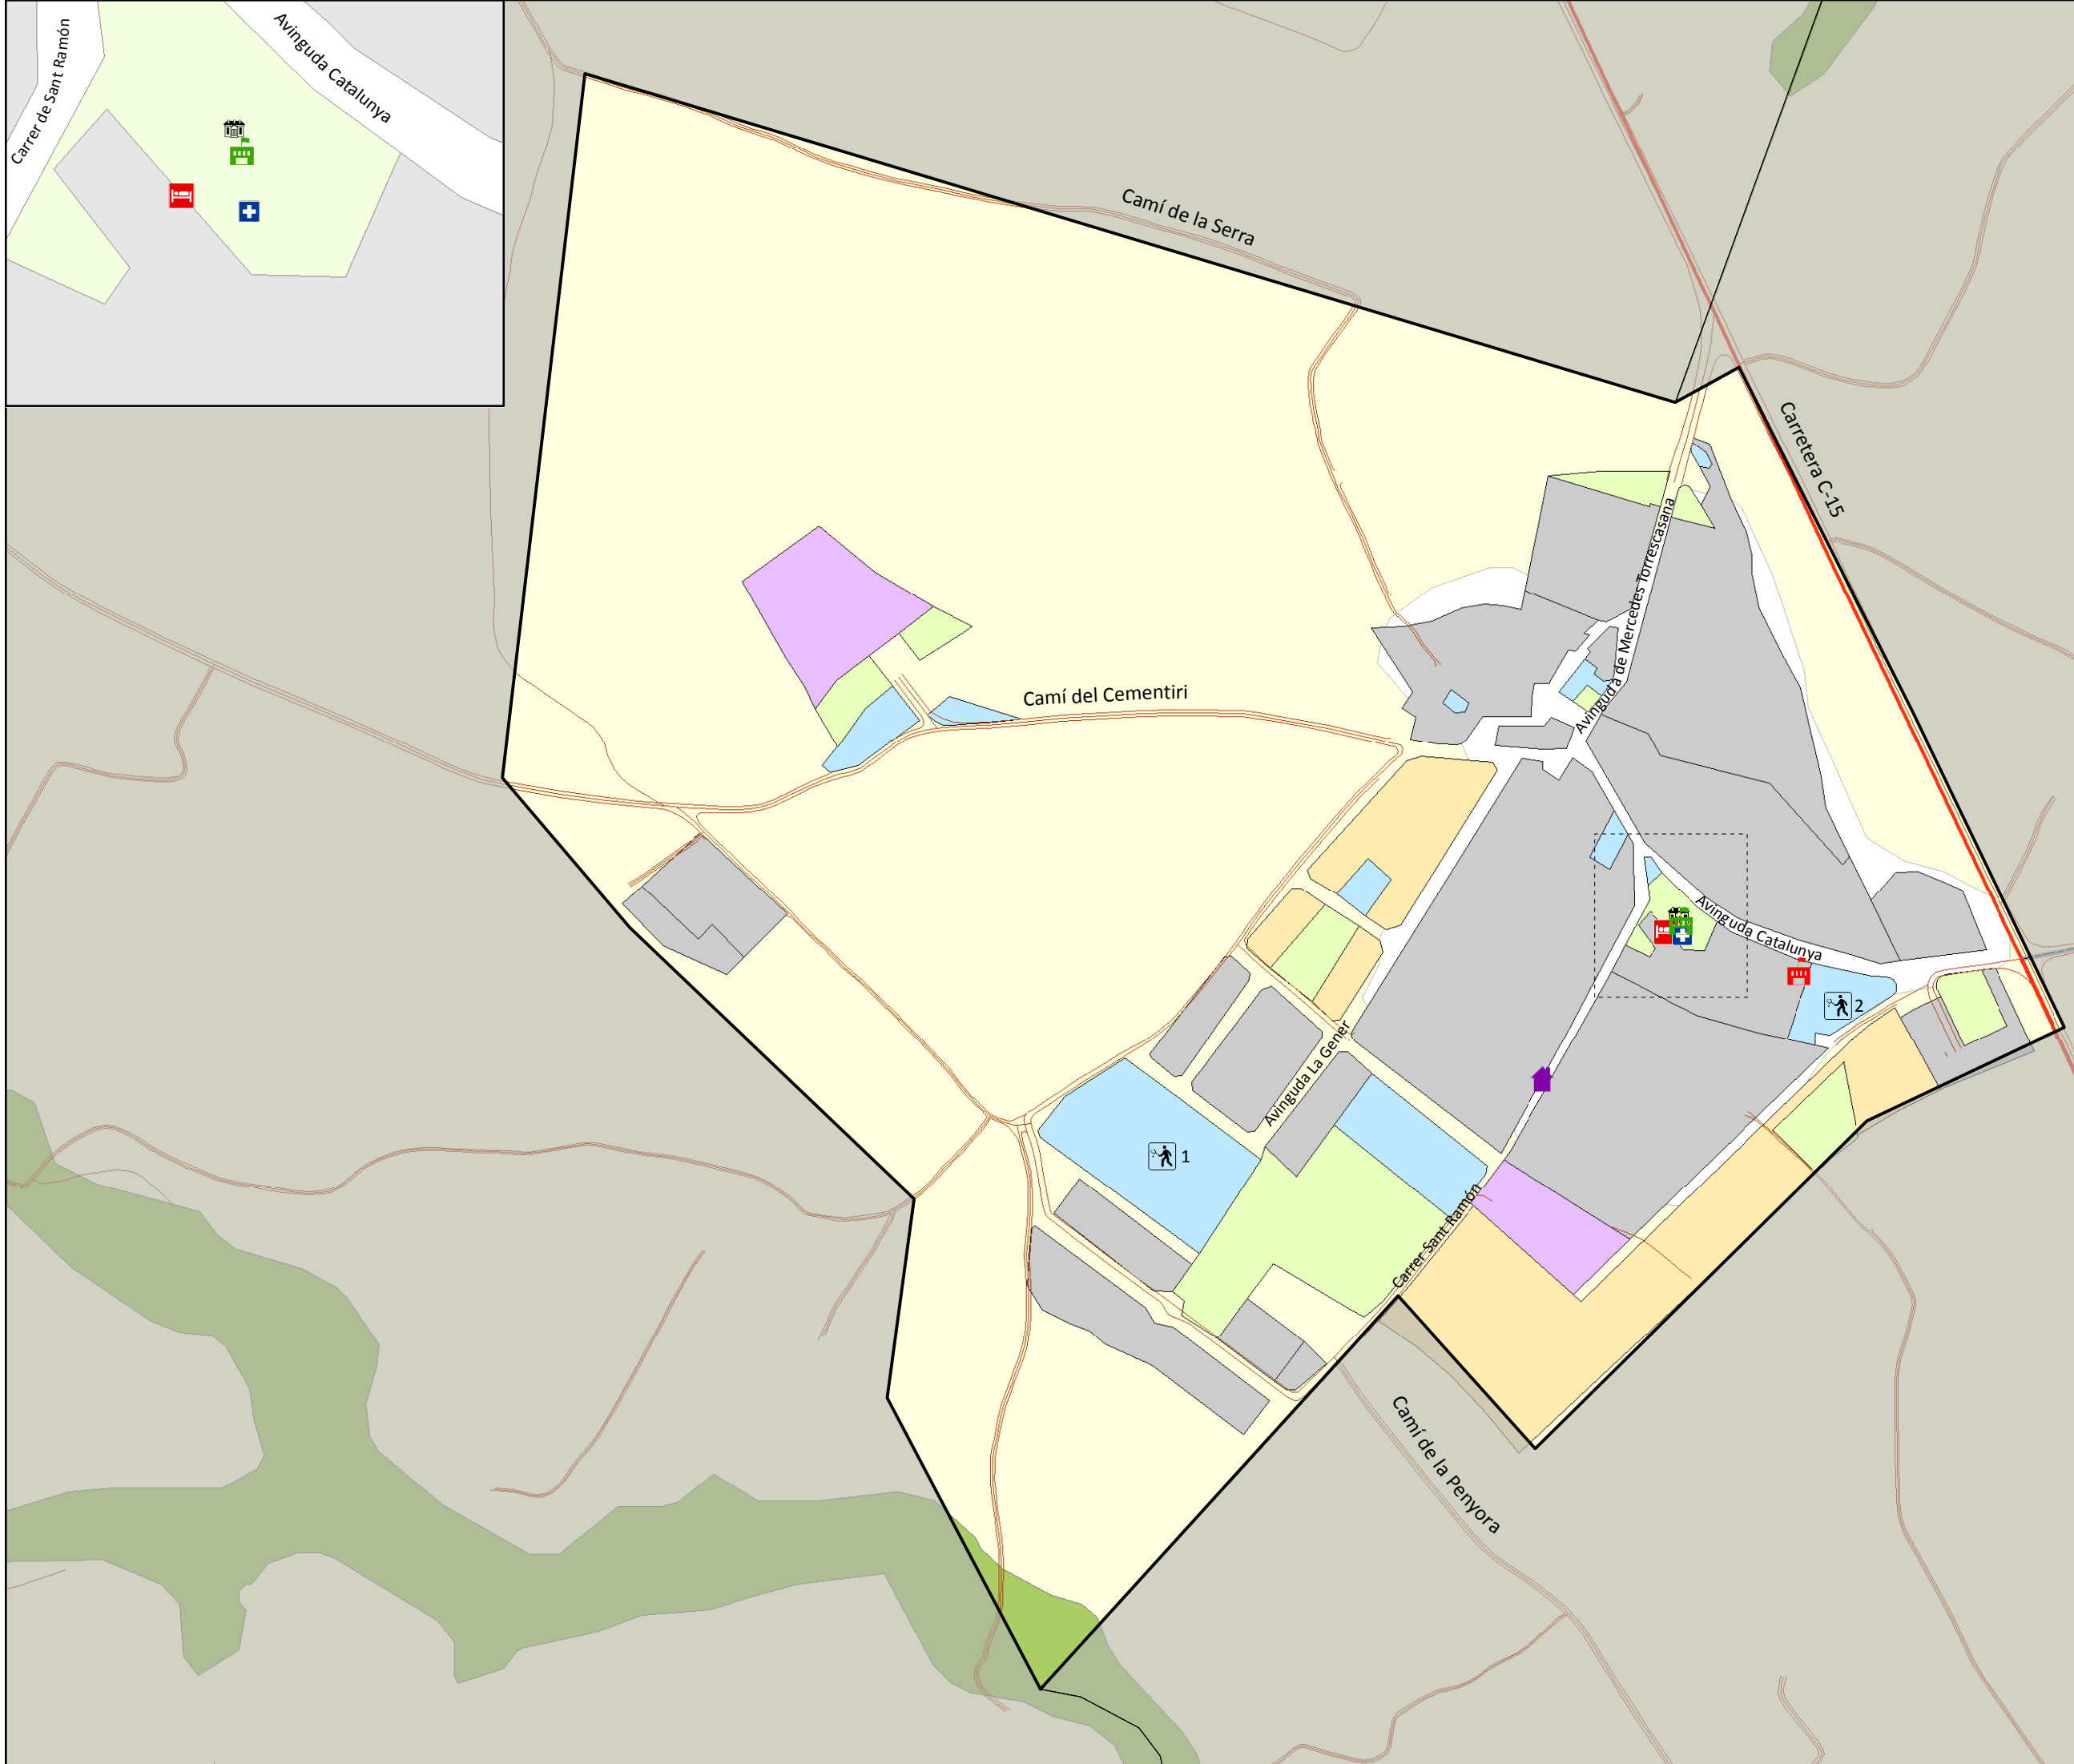 Carrer de Sant Ramón
Avinguda Catalunya
Camí de la Serra
Carretera C-15
Avinguda de Mercedes Torrescasana
Camí del Cementiri
Avinguda Catalunya
2
Avinguda La Gener
1
Carrer Sant Ramón
Camí de la Penyora